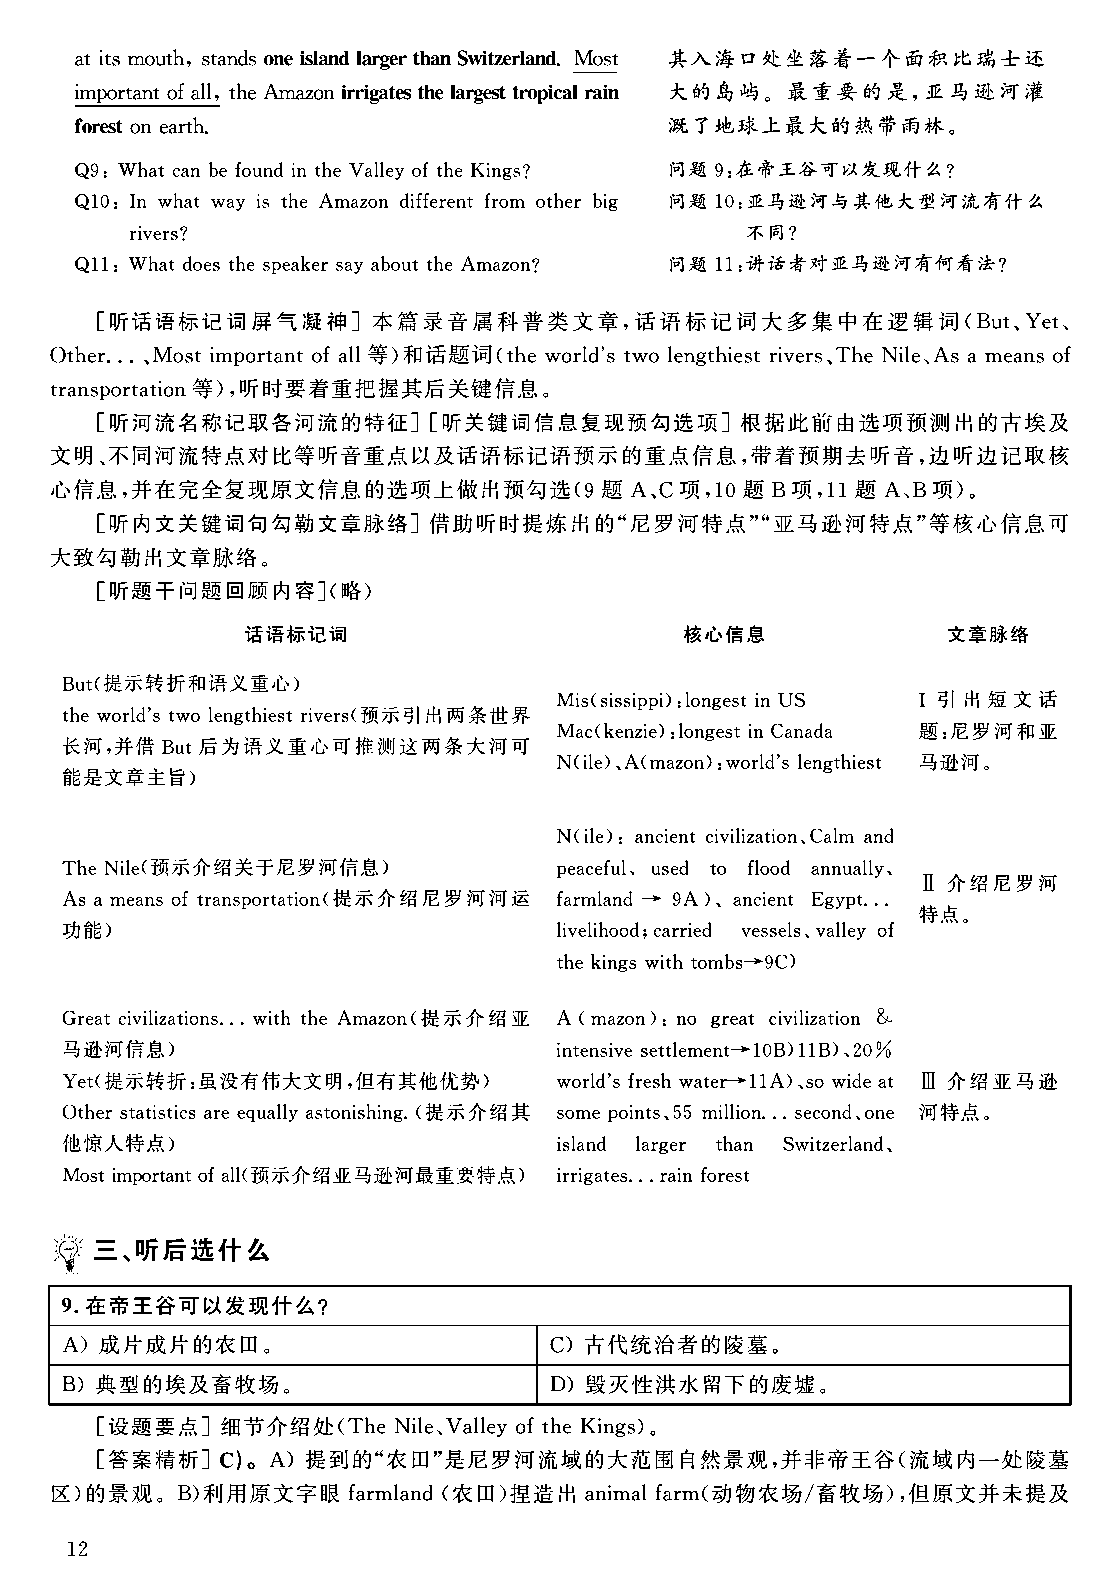 at its mouth, stands one island larger than Switzerland. Most
important of all, the Amazon irrigates the largest tropical rain
forest on earth.
其入海口处坐落着一个面积比瑞士还
大的岛屿。最重要的是,亚马逊河灌
溉了地球上最大的热带雨林。
Q9: What can be found in the Valley of the Kings?
Q10: In what way is the Amazon different from other big
rivers?
Q11: What does the speaker say about the Amazon?
问题 9:在帝王谷可以发现什么?
问题 10:亚马逊河与其他大型河流有什么
不同?
问题 11:讲话者对亚马逊河有何看法?
[听话语标记词屏气凝神] 本篇录音属科普类文章,话语标记词大多集中在逻辑词(But、Yet、
Other...、Most important of all 等)和话题词(the world's two lengthiest rivers、The Nile、As a means of
transportation 等),听时要着重把握其后关键信息。
[听河流名称记取各河流的特征][听关键词信息复现预勾选项] 根据此前由选项预测出的古埃及
文明、不同河流特点对比等听音重点以及话语标记语预示的重点信息,带着预期去听音,边听边记取核
心信息,并在完全复现原文信息的选项上做出预勾选(9 题 A、C 项,10 题 B 项,11 题 A、B 项)。
[听内文关键词句勾勒文章脉络] 借助听时提炼出的“尼罗河特点”“亚马逊河特点”等核心信息可
大致勾勒出文章脉络。
[听题干问题回顾内容](略)
话语标记词
核心信息
文章脉络
But(提示转折和语义重心)
the world's two lengthiest rivers(预示引出两条世界
长河,并借 But 后为语义重心可推测这两条大河可
能是文章主旨)
Mis(sissippi):longest in US
Mac(kenzie):longest in Canada
N(ile)、A(mazon):world's lengthiest
Ⅰ 引出短文话
题:尼罗河和亚
马逊河。
The Nile(预示介绍关于尼罗河信息)
As a means of transportation(提示介绍尼罗河河运
功能)
N(ile): ancient civilization、Calm and
peaceful、used to flood annually、
farmland → 9A)、ancient Egypt...
livelihood;carried vessels、valley of
the kings with tombs→9C)
Ⅱ 介绍尼罗河
特点。
Great civilizations... with the Amazon(提示介绍亚
马逊河信息)
Yet(提示转折:虽没有伟大文明,但有其他优势)
Other statistics are equally astonishing.(提示介绍其
他惊人特点)
Most important of all(预示介绍亚马逊河最重要特点)
A(mazon): no great civilization &
intensive settlement→10B)11B)、20%
world's fresh water→11A)、so wide at
some points、55 million... second、one
island larger than Switzerland、
irrigates... rain forest
Ⅲ 介绍亚马逊
河特点。
三、听后选什么
9. 在帝王谷可以发现什么?
A) 成片成片的农田。
C) 古代统治者的陵墓。
B) 典型的埃及畜牧场。
D) 毁灭性洪水留下的废墟。
[设题要点] 细节介绍处(The Nile、Valley of the Kings)。
[答案精析] C)。A) 提到的“农田”是尼罗河流域的大范围自然景观,并非帝王谷(流域内一处陵墓
区)的景观。B)利用原文字眼 farmland (农田)捏造出 animal farm(动物农场/畜牧场),但原文并未提及
12